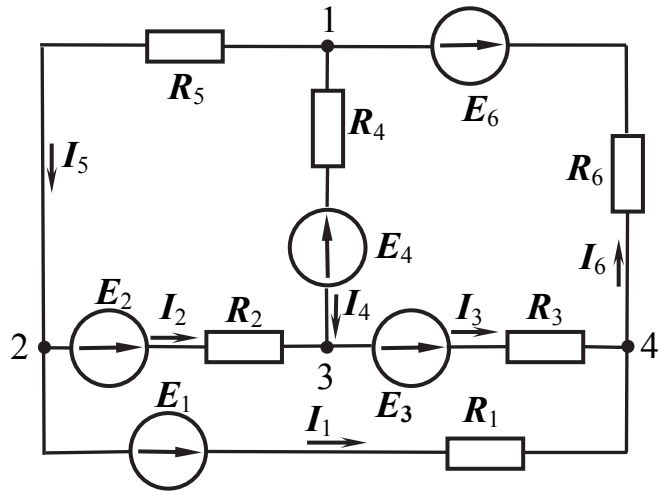 1
R₅
R₄
E₆
I₅
R₆
E₄
I₆
E₂
I₂
R₂
I₄
I₃
R₃
2
3
4
E₁
E₃
I₁
R₁